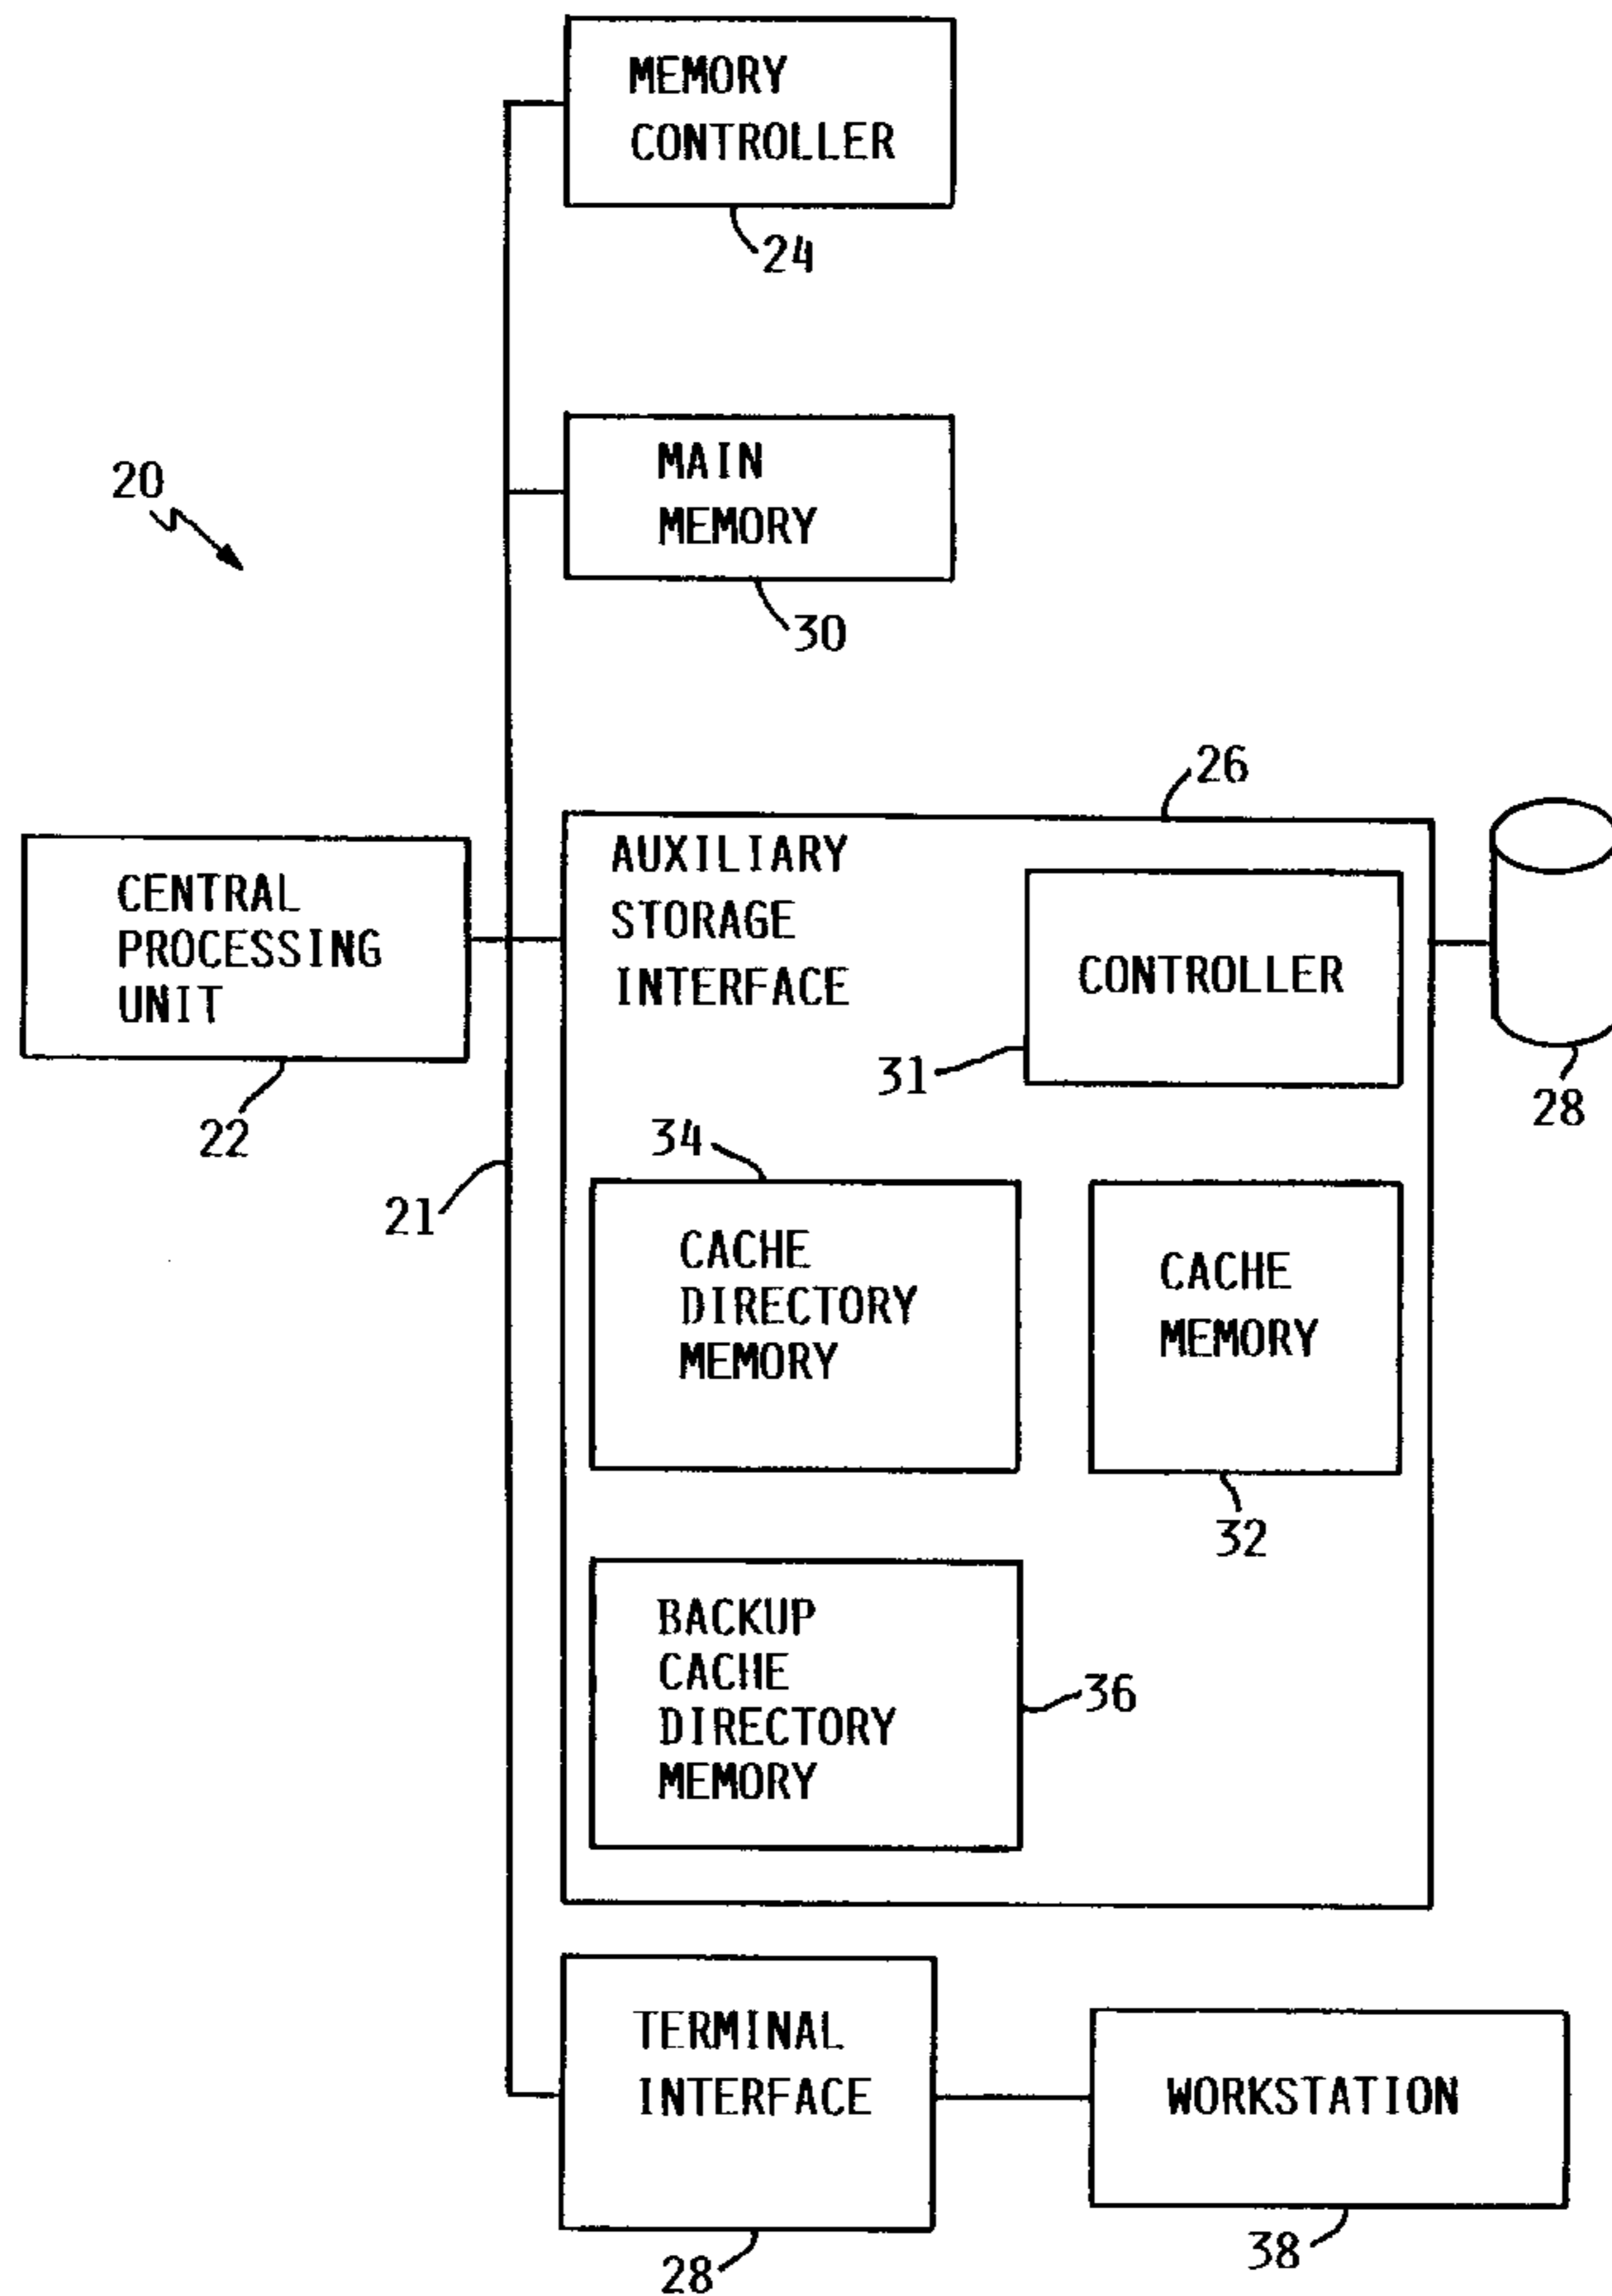 MEMORY
CONTROLLER
24
MAIN
MEMORY
30
20
26
AUXILIARY
STORAGE
INTERFACE
CONTROLLER
31
28
CENTRAL
PROCESSING
UNIT
22
21
34
CACHE
DIRECTORY
MEMORY
CACHE
MEMORY
32
BACKUP
CACHE
DIRECTORY
MEMORY
36
TERMINAL
INTERFACE
28
WORKSTATION
38